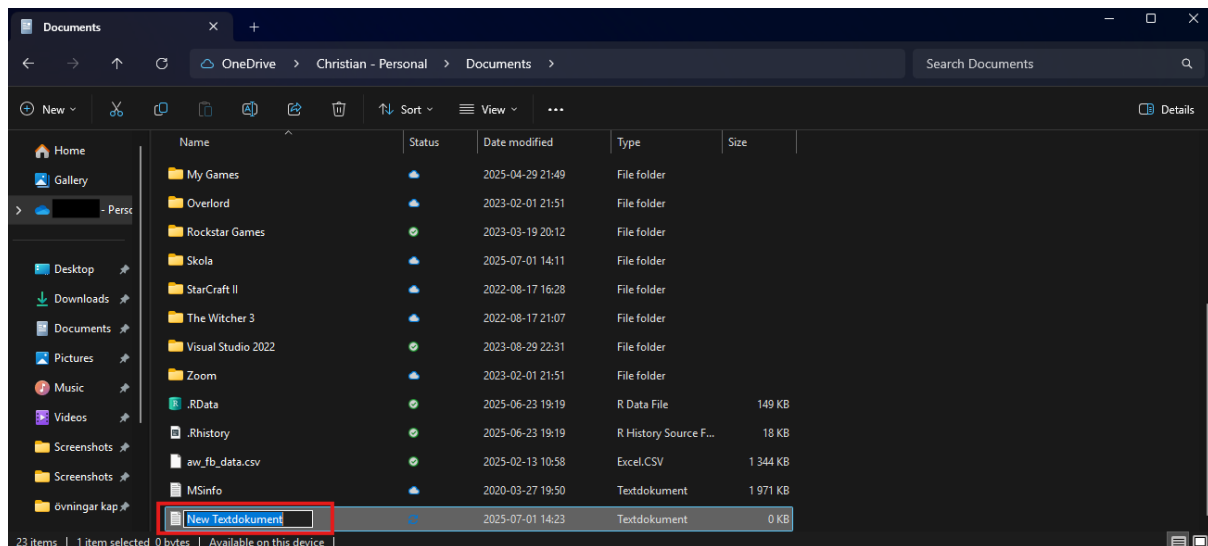 Documents
OneDrive > Christian - Personal > Documents >
Search Documents
New
Sort
View
Details
Name Status Date modified Type Size
Home
Gallery
- Persc
Desktop
Downloads
Documents
Pictures
Music
Videos
Screenshots
Screenshots
övningar kap
My Games 2025-04-29 21:49 File folder
Overlord 2023-02-01 21:51 File folder
Rockstar Games 2023-03-19 20:12 File folder
Skola 2025-07-01 14:11 File folder
StarCraft II 2022-08-17 16:28 File folder
The Witcher 3 2022-08-17 21:07 File folder
Visual Studio 2022 2023-08-29 22:31 File folder
Zoom 2023-02-01 21:51 File folder
.RData 2025-06-23 19:19 R Data File 149 KB
.Rhistory 2025-06-23 19:19 R History Source F... 18 KB
aw_fb_data.csv 2025-02-13 10:58 Excel.CSV 1 344 KB
MSinfo 2020-03-27 19:50 Textdokument 1 971 KB
New Textdokument 2025-07-01 14:23 Textdokument 0 KB
23 items | 1 item selected 0 bytes | Available on this device |